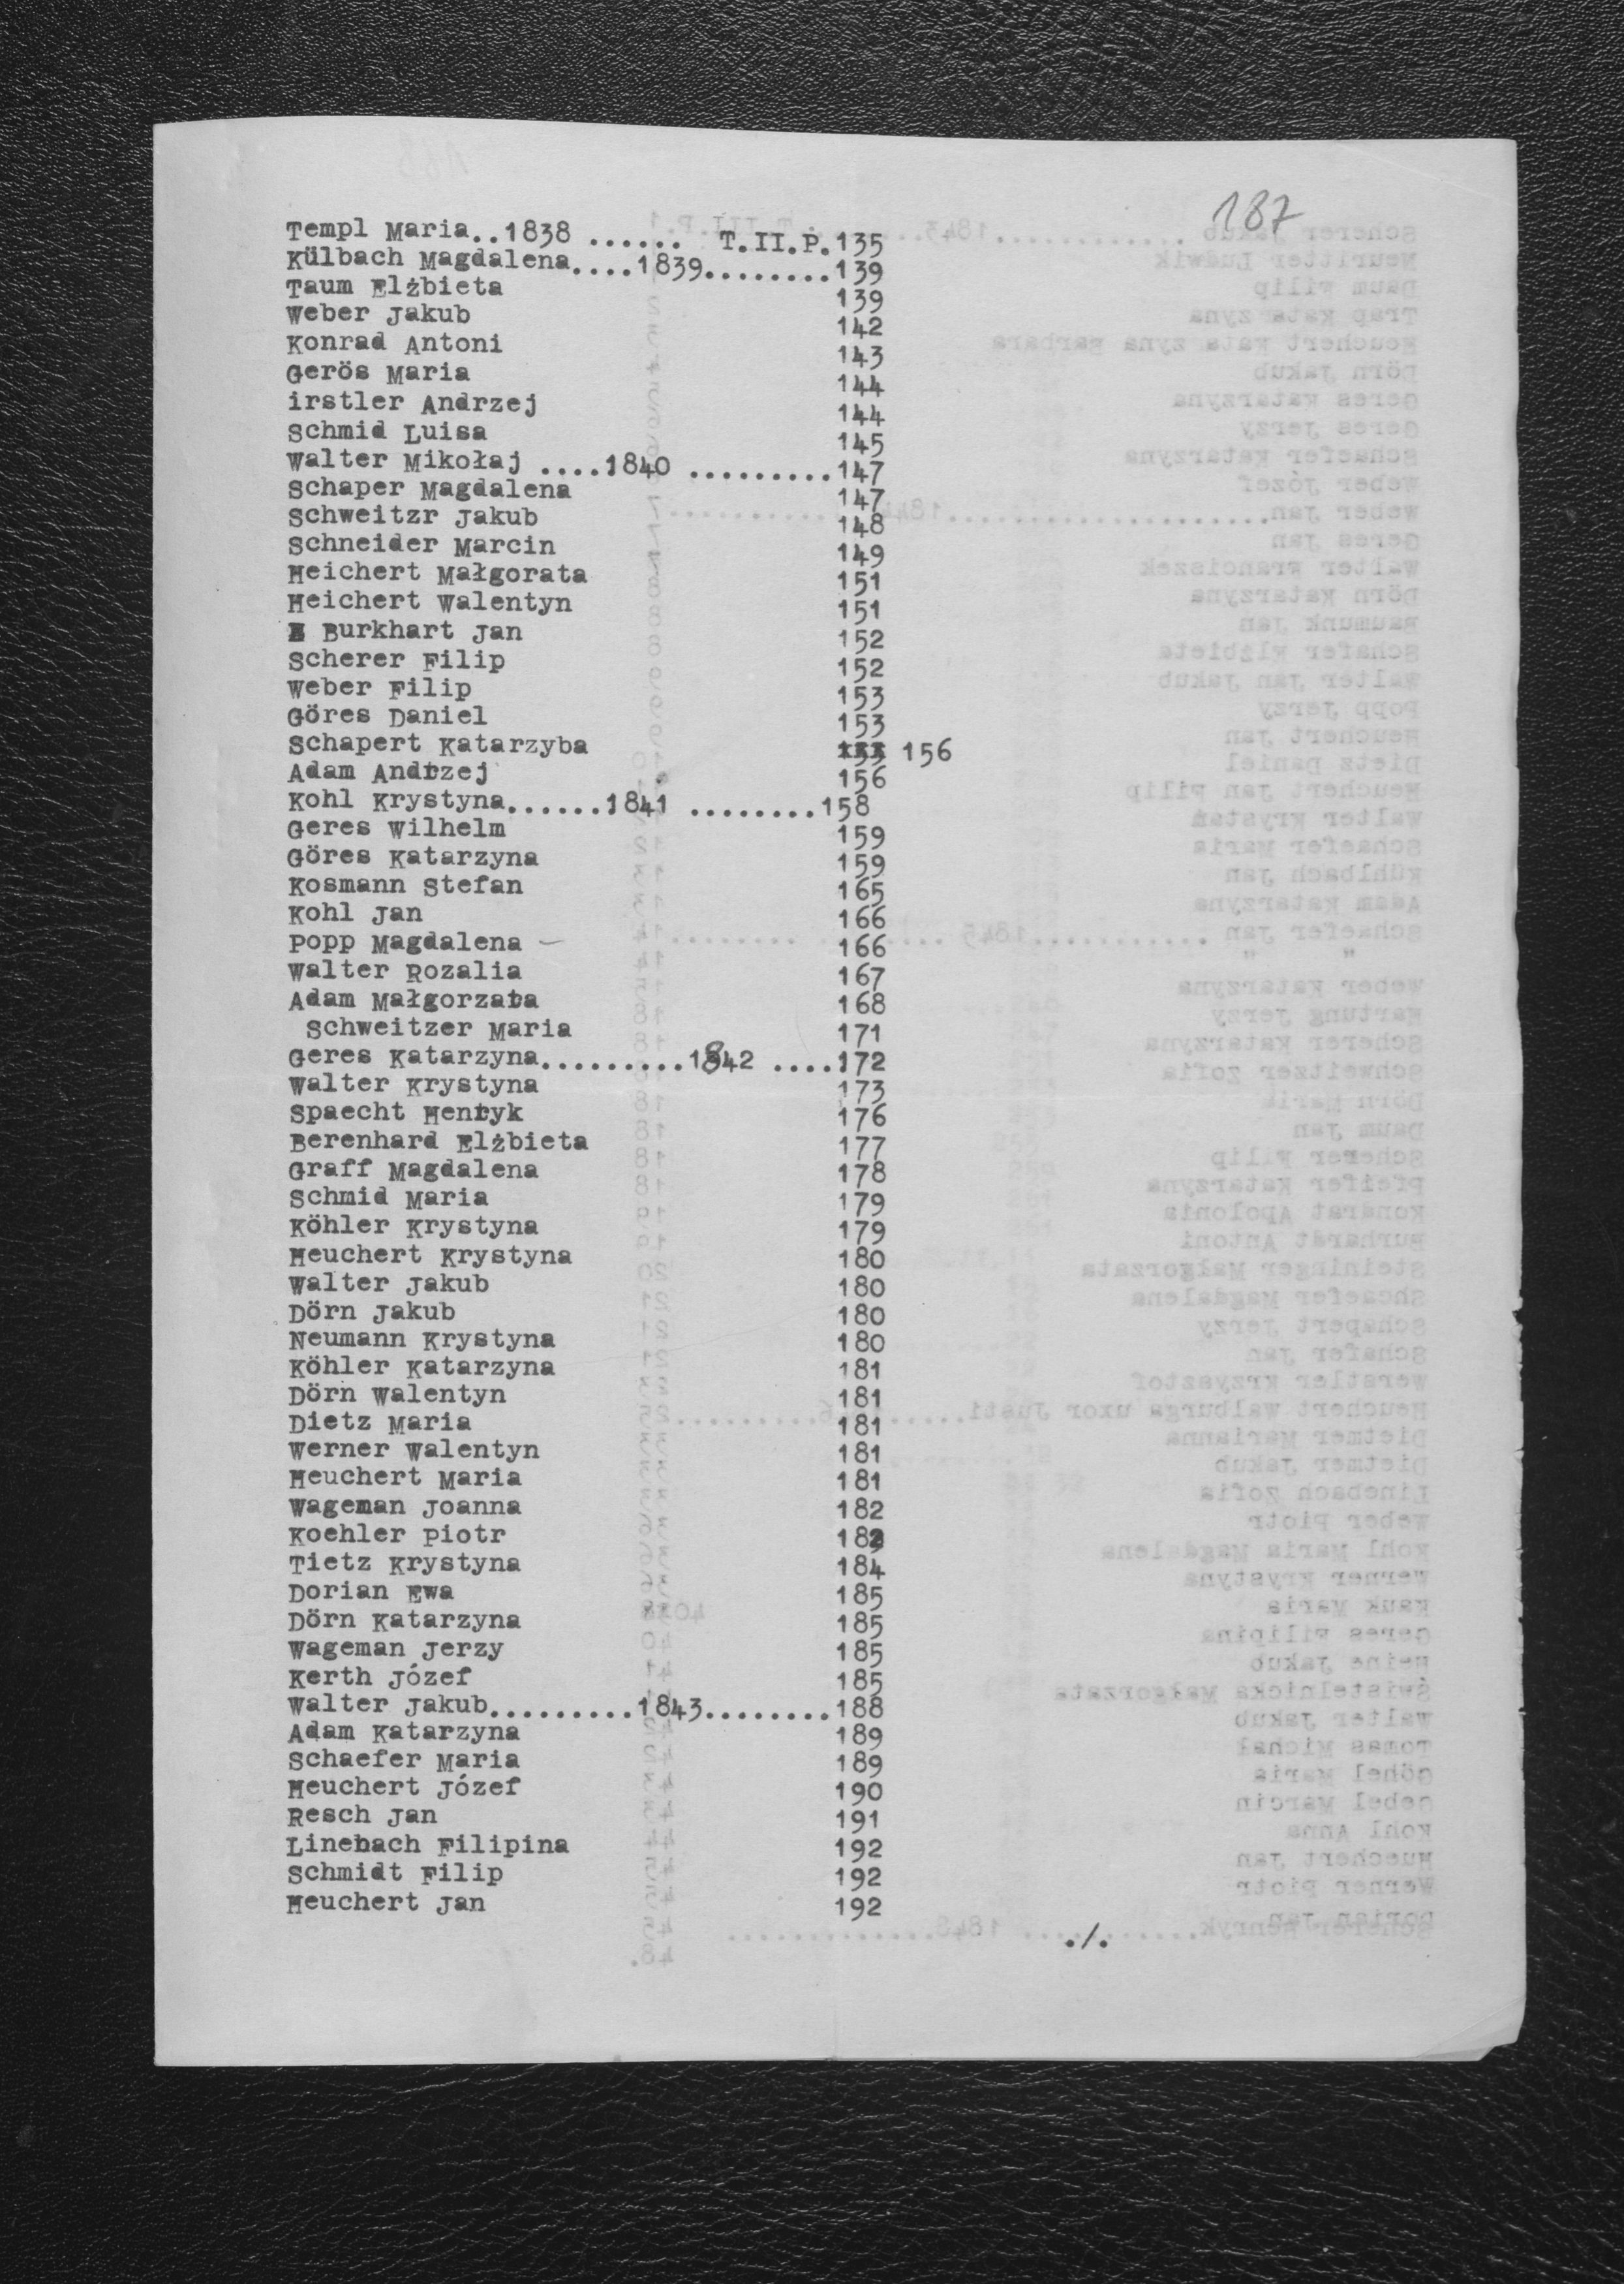 187
Templ Maria..1838 ...... T.II.P.135
Külbach Magdalena....1839........139
Taum Elżbieta 139
Weber Jakub 142
Konrad Antoni 143
Gerös Maria 144
irstler Andrzej 144
Schmid Luisa 145
Walter Mikołaj ....1840 .........147
Schaper Magdalena 147
Schweitzr Jakub 148
Schneider Marcin 149
Heichert Małgorata 151
Heichert Walentyn 151
Burkhart Jan 152
Scherer Filip 152
Weber Filip 153
Göres Daniel 153
Schapert Katarzyba 156
Adam Andrzej 156
Kohl Krystyna......1841 ........158
Geres Wilhelm 159
Göres Katarzyna 159
Kosmann Stefan 165
Kohl Jan 166
Popp Magdalena 166
Walter Rozalia 167
Adam Małgorzata 168
Schweitzer Maria 171
Geres Katarzyna.........1842 ....172
Walter Krystyna 173
Spaecht Henryk 176
Berenhard Elżbieta 177
Graff Magdalena 178
Schmid Maria 179
Köhler Krystyna 179
Heuchert Krystyna 180
Walter Jakub 180
Dörn Jakub 180
Neumann Krystyna 180
Köhler Katarzyna 181
Dörn Walentyn 181
Dietz Maria 181
Werner Walentyn 181
Heuchert Maria 181
Wageman Joanna 182
Koehler Piotr
Tietz Krystyna 184
Dorian Ewa 185
Dörn Katarzyna 185
Wageman Jerzy 185
Kerth Józef 185
Walter Jakub.........1843........188
Adam Katarzyna 189
Schaefer Maria 189
Heuchert Józef 190
Resch Jan 191
Linebach Filipina 192
Schmidt Filip 192
Heuchert Jan 192
./.